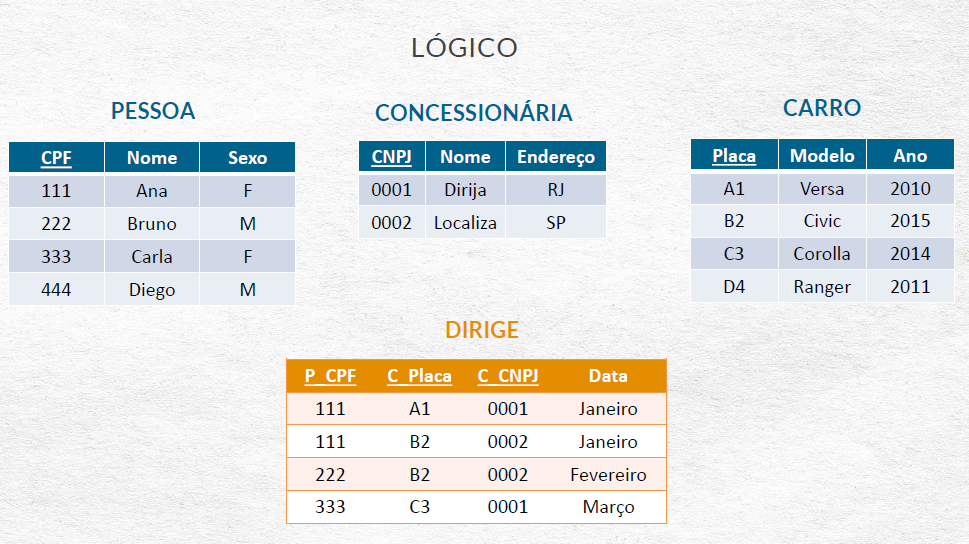 LÓGICO
PESSOA
CPF Nome Sexo
111 Ana F
222 Bruno M
333 Carla F
444 Diego M
CONCESSIONÁRIA
CNPJ Nome Endereço
0001 Dirija RJ
0002 Localiza SP
CARRO
Placa Modelo Ano
A1 Versa 2010
B2 Civic 2015
C3 Corolla 2014
D4 Ranger 2011
DIRIGE
P_CPF C_Placa C_CNPJ Data
111 A1 0001 Janeiro
111 B2 0002 Janeiro
222 B2 0002 Fevereiro
333 C3 0001 Março